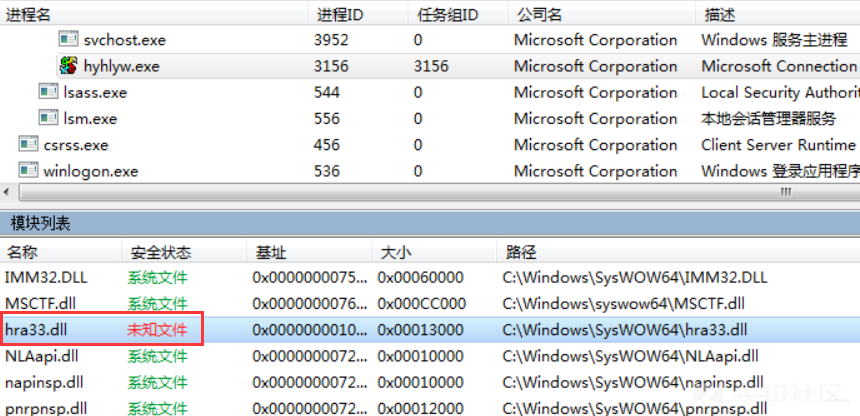 进程名 进程ID 任务组ID 公司名 描述
svchost.exe 3952 0 Microsoft Corporation Windows 服务主进程
hyhlyw.exe 3156 3156 Microsoft Corporation Microsoft Connection
lsass.exe 544 0 Microsoft Corporation Local Security Authorit
lsm.exe 556 0 Microsoft Corporation 本地会话管理器服务
csrss.exe 456 0 Microsoft Corporation Client Server Runtime
winlogon.exe 536 0 Microsoft Corporation Windows 登录应用程序
模块列表
名称 安全状态 基址 大小 路径
IMM32.DLL 系统文件 0x0000000075... 0x00060000 C:\Windows\SysWOW64\IMM32.DLL
MSCTF.dll 系统文件 0x0000000076... 0x000CC000 C:\Windows\syswow64\MSCTF.dll
hra33.dll 未知文件 0x0000000010... 0x00013000 C:\Windows\SysWOW64\hra33.dll
NLAapi.dll 系统文件 0x0000000072... 0x00010000 C:\Windows\SysWOW64\NLAapi.dll
napinsp.dll 系统文件 0x0000000072... 0x00010000 C:\Windows\SysWOW64\napinsp.dll
pnrpnsp.dll 系统文件 0x0000000072... 0x00012000 C:\Windows\SysWOW64\pnrpnsp.dll